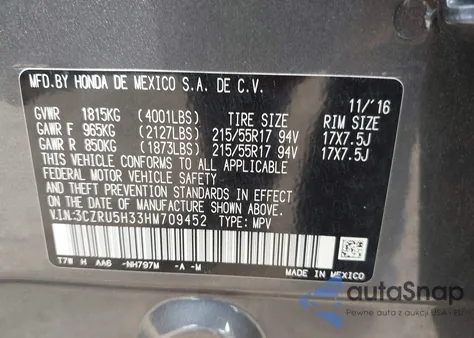 MFD.BY HONDA DE MEXICO S.A. DE C.V.
11/'16
GVWR 1815KG (4001LBS) TIRE SIZE RIM SIZE
GAWR F 965KG (2127LBS) 215/55R17 94V 17X7.5J
GAWR R 850KG (1873LBS) 215/55R17 94V 17X7.5J
THIS VEHICLE CONFORMS TO ALL APPLICABLE
FEDERAL MOTOR VEHICLE SAFETY
AND THEFT PREVENTION STANDARDS IN EFFECT
ON THE DATE OF MANUFACTURE SHOWN ABOVE.
V.I.N:3CZRU5H33HM709452 TYPE: MPV
T7W H AA6 -NH797M -A -M
MADE IN MEXICO
autoSnap
Twoje auto z aukcji USA i EU